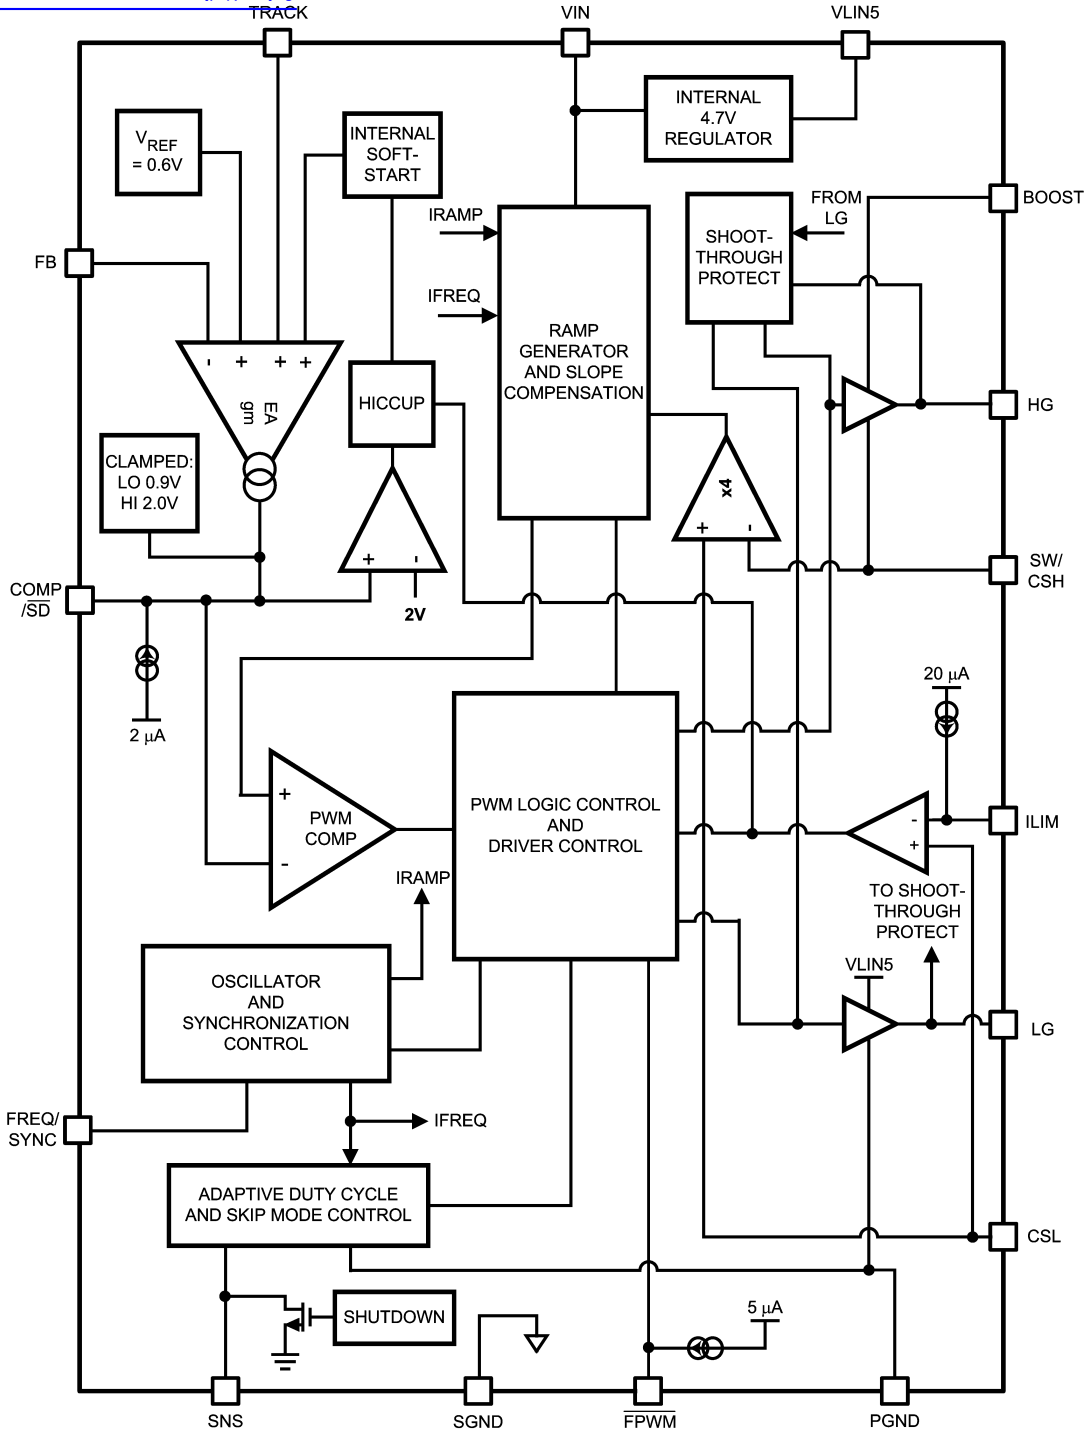 TRACK
VIN
VLIN5
INTERNAL
4.7V
REGULATOR
VREF
= 0.6V
INTERNAL
SOFT-
START
BOOST
FROM
LG
IRAMP
SHOOT-
THROUGH
PROTECT
FB
IFREQ
RAMP
GENERATOR
AND SLOPE
COMPENSATION
- + + +
EA
gm
HICCUP
HG
CLAMPED:
LO 0.9V
HI 2.0V
x4
+ -
+ -
2V
SW/
CSH
COMP
/SD
2 μA
20 μA
+
PWM
COMP
-
PWM LOGIC CONTROL
AND
DRIVER CONTROL
-
+
ILIM
IRAMP
TO SHOOT-
THROUGH
PROTECT
VLIN5
OSCILLATOR
AND
SYNCHRONIZATION
CONTROL
LG
FREQ/
SYNC
IFREQ
ADAPTIVE DUTY CYCLE
AND SKIP MODE CONTROL
CSL
SHUTDOWN
5 μA
SNS
SGND
FPWM
PGND